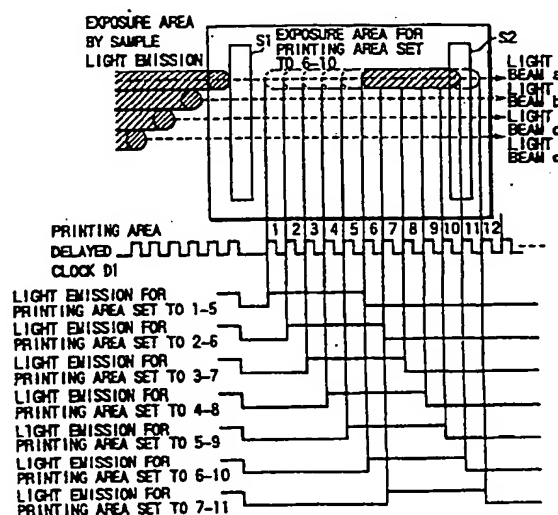 EXPOSURE AREA
BY SAMPLE
LIGHT EMISSION
S1
EXPOSURE AREA FOR
PRINTING AREA SET
TO 6-10
S2
LIGHT
BEAM a
LIGHT
BEAM b
LIGHT
BEAM c
LIGHT
BEAM
PRINTING AREA
1 2 3 4 5 6 7 8 9 10 11 12
DELAYED
CLOCK D1
LIGHT EMISSION FOR
PRINTING AREA SET TO 1-5
LIGHT EMISSION FOR
PRINTING AREA SET TO 2-6
LIGHT EMISSION FOR
PRINTING AREA SET TO 3-7
LIGHT EMISSION FOR
PRINTING AREA SET TO 4-8
LIGHT EMISSION FOR
PRINTING AREA SET TO 5-9
LIGHT EMISSION FOR
PRINTING AREA SET TO 6-10
LIGHT EMISSION FOR
PRINTING AREA SET TO 7-11